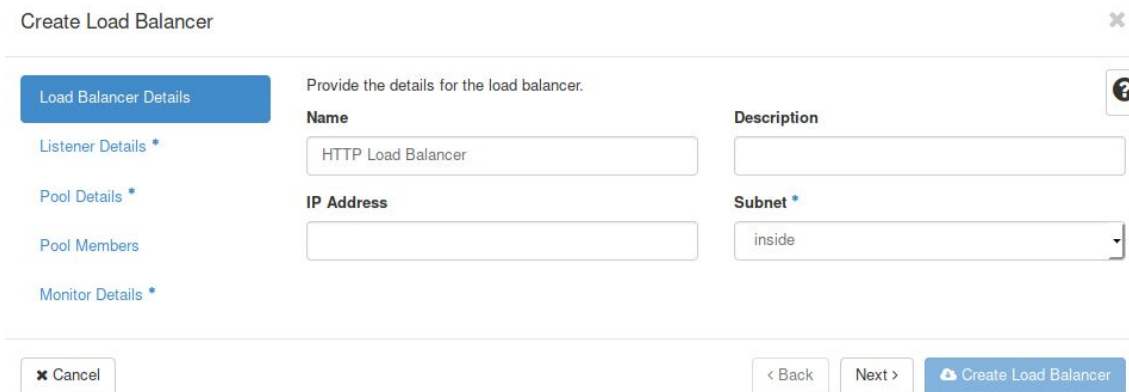 Create Load Balancer
×
Load Balancer Details
Listener Details *
Pool Details *
Pool Members
Monitor Details *
Provide the details for the load balancer.
?
Name
Description
HTTP Load Balancer
IP Address
Subnet *
inside
× Cancel
< Back
Next >
Create Load Balancer